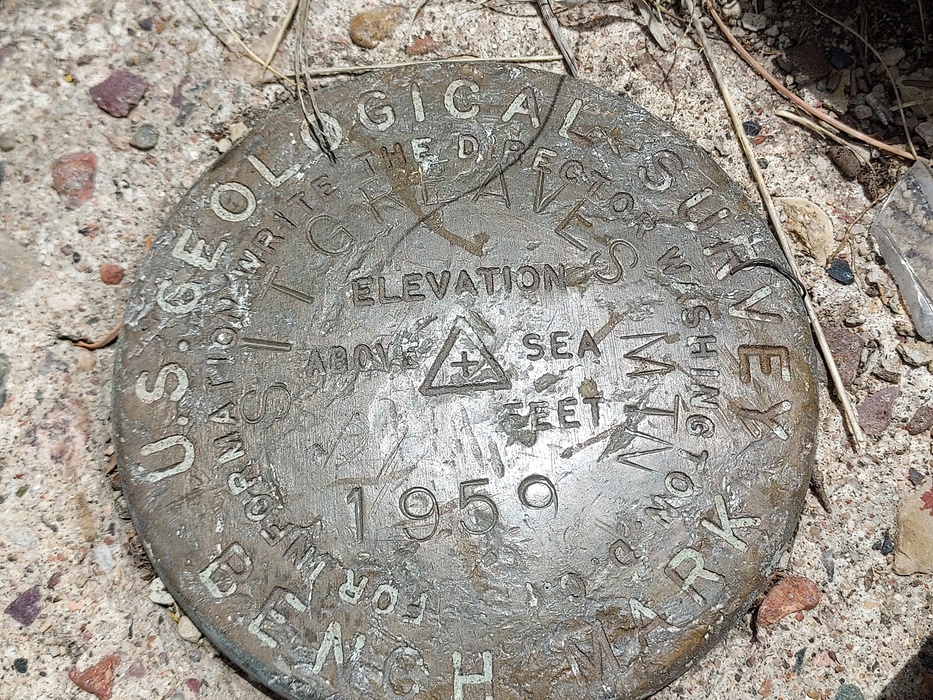 U.S. GEOLOGICAL SURVEY
BENCH MARK
FOR INFORMATION WRITE THE DIRECTOR WASHINGTON D.C.
SITGREAVES MTN
ELEVATION
ABOVE SEA
FEET
1959